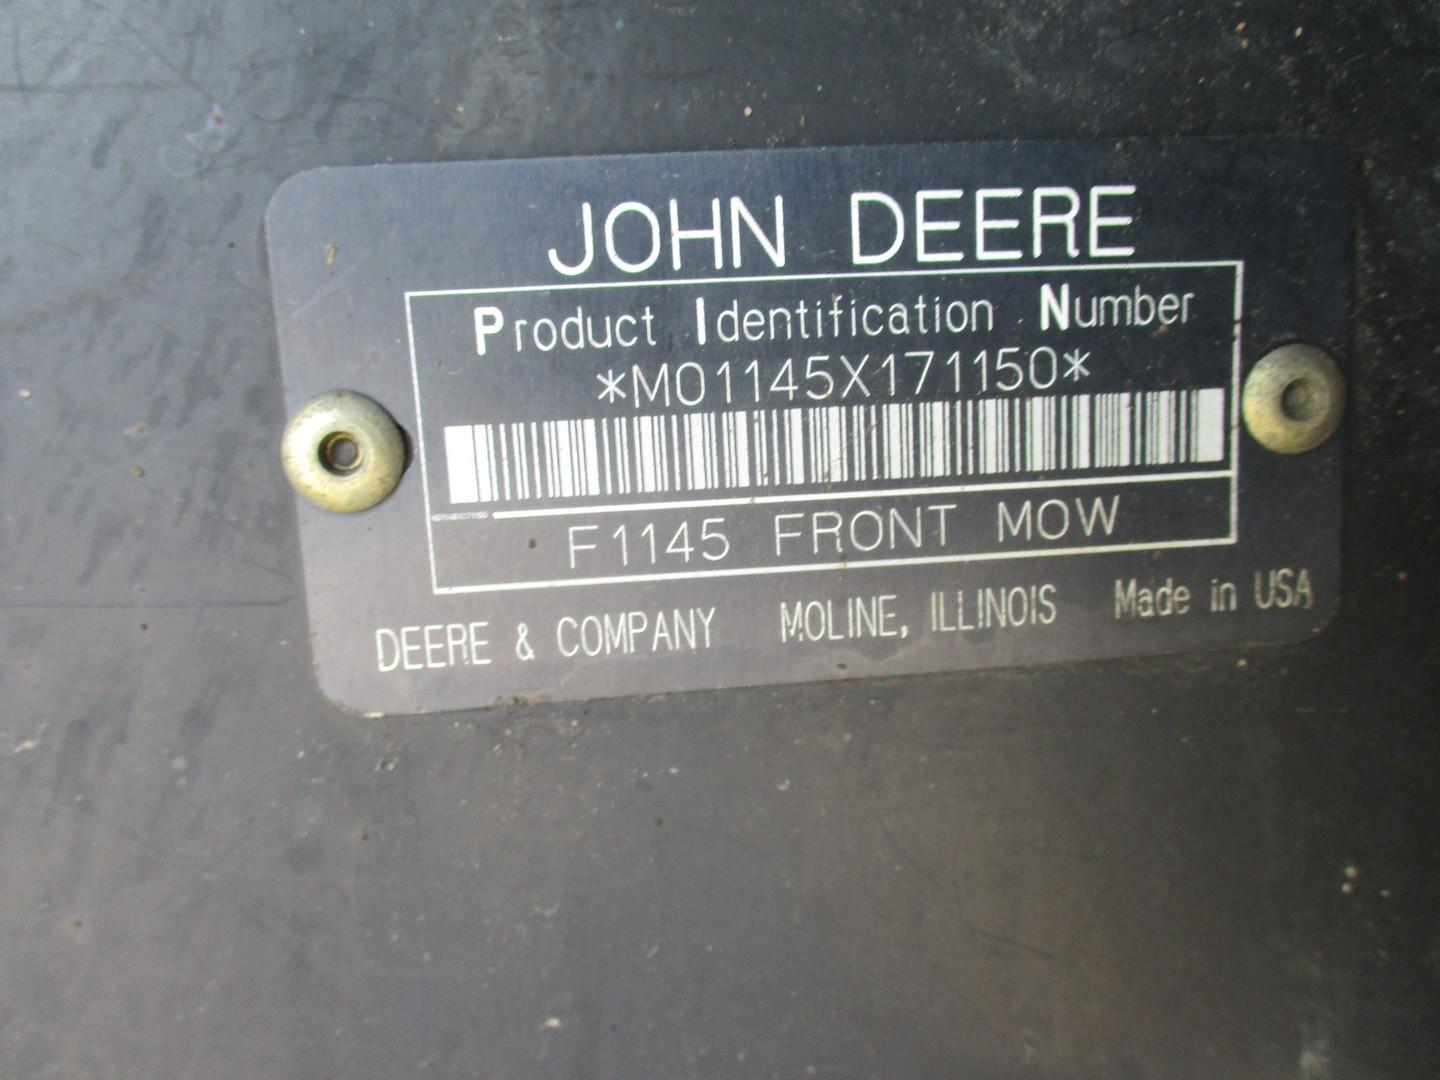 JOHN DEERE
Product Identification Number
*M01145X171150*
F1145 FRONT MOW
DEERE & COMPANY MOLINE, ILLINOIS Made in USA